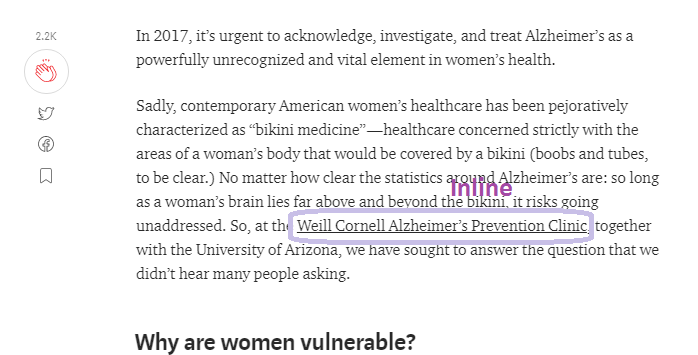 2.2K
In 2017, it’s urgent to acknowledge, investigate, and treat Alzheimer’s as a
powerfully unrecognized and vital element in women’s health.
Sadly, contemporary American women’s healthcare has been pejoratively
characterized as “bikini medicine”—healthcare concerned strictly with the
areas of a woman’s body that would be covered by a bikini (boobs and tubes,
to be clear.) No matter how clear the statistics around Alzheimer’s are: so long
Inline
as a woman’s brain lies far above and beyond the bikini, it risks going
unaddressed. So, at the Weill Cornell Alzheimer’s Prevention Clinic, together
with the University of Arizona, we have sought to answer the question that we
didn’t hear many people asking.
Why are women vulnerable?